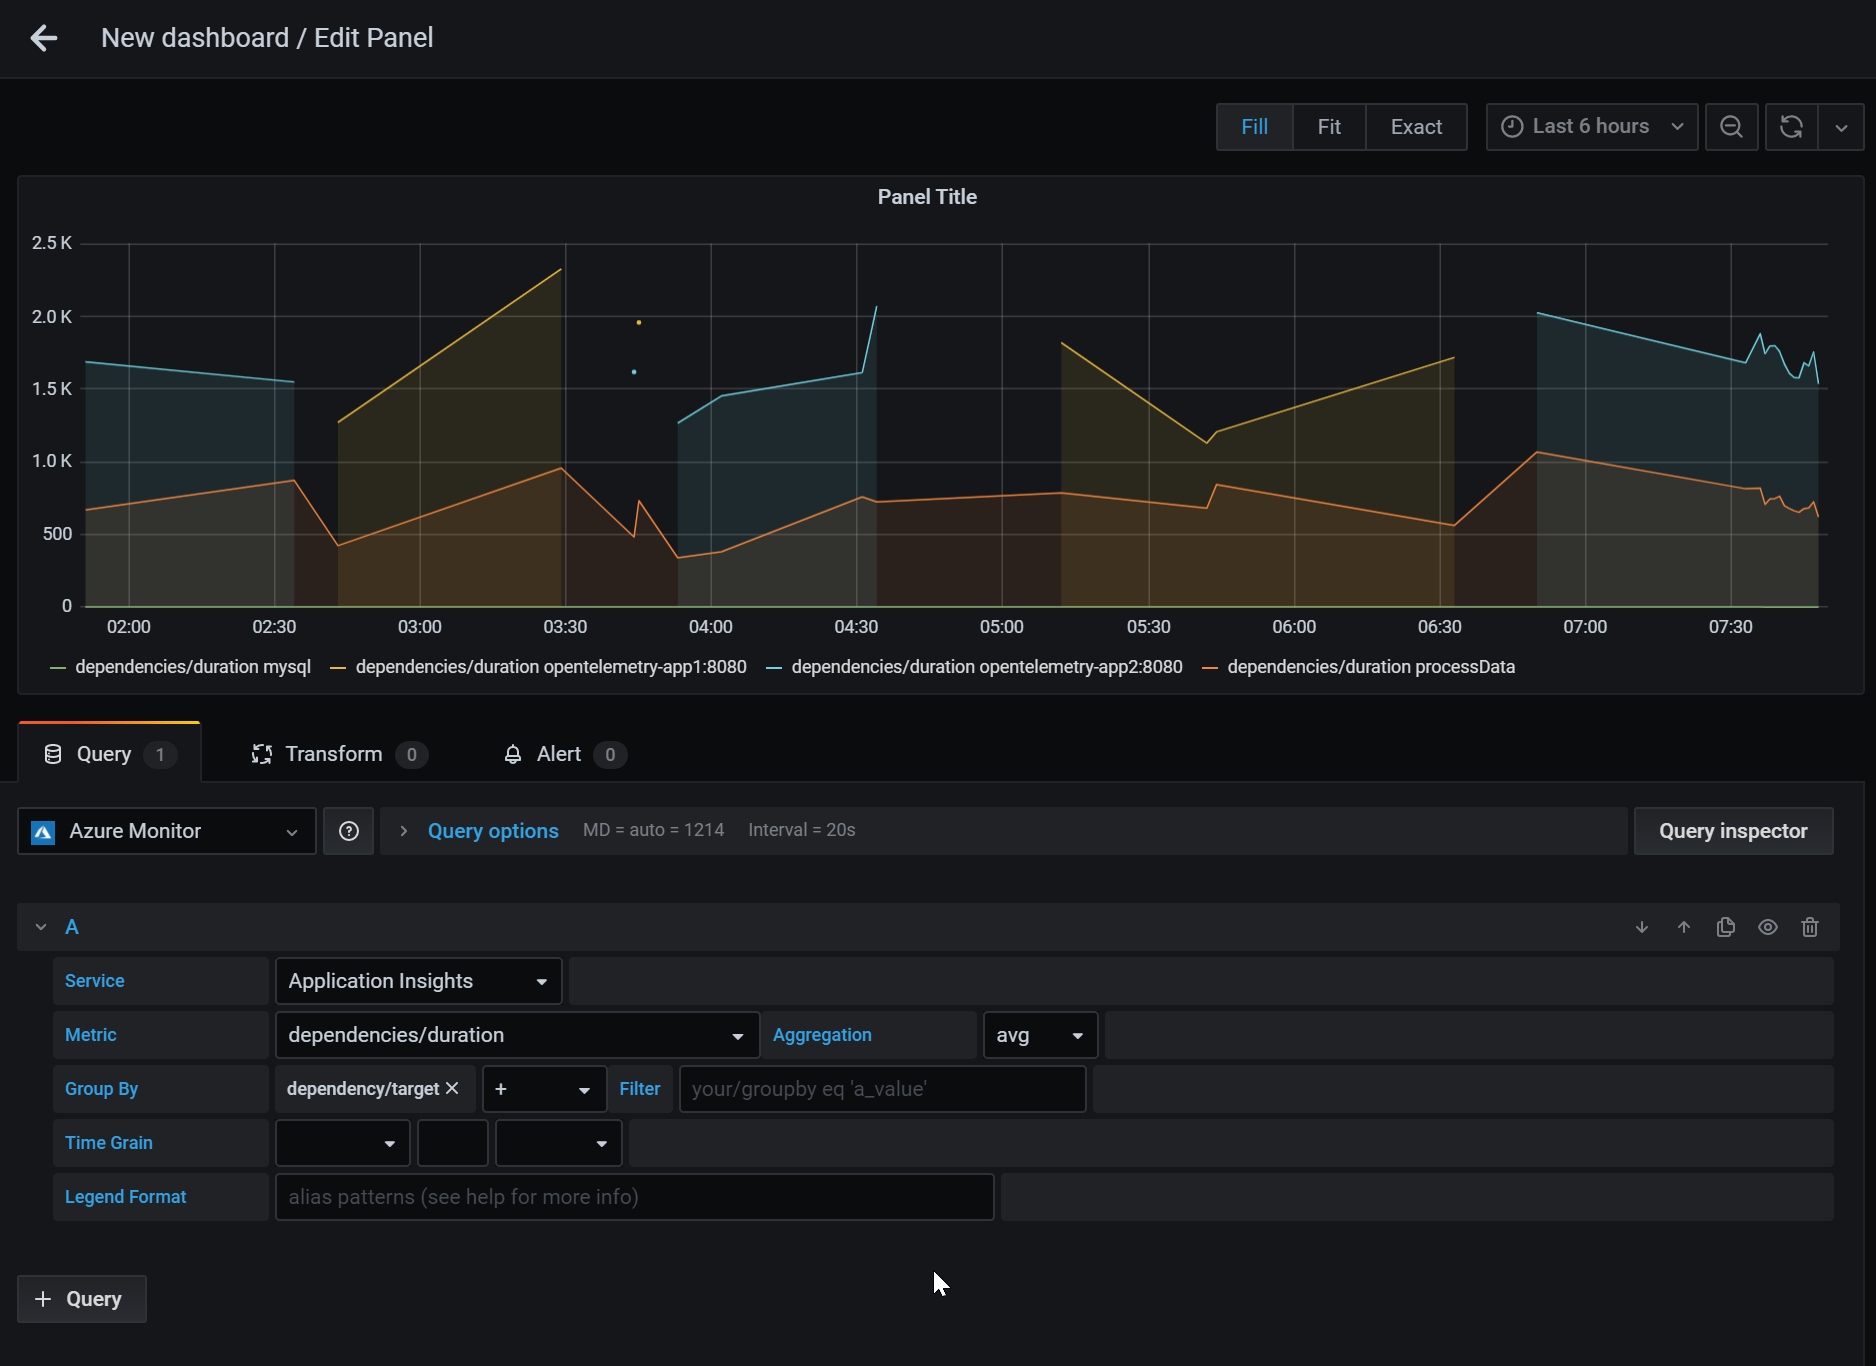 New dashboard / Edit Panel
Fill Fit Exact Last 6 hours
Panel Title
2.5 K
2.0 K
1.5 K
1.0 K
500
0
02:00 02:30 03:00 03:30 04:00 04:30 05:00 05:30 06:00 06:30 07:00 07:30
dependencies/duration mysql dependencies/duration opentelemetry-app1:8080 dependencies/duration opentelemetry-app2:8080 dependencies/duration processData
Query 1 Transform 0 Alert 0
Azure Monitor Query options MD = auto = 1214 Interval = 20s Query inspector
A
Service Application Insights
Metric dependencies/duration Aggregation avg
Group By dependency/target + Filter your/groupby eq 'a_value'
Time Grain
Legend Format alias patterns (see help for more info)
+ Query